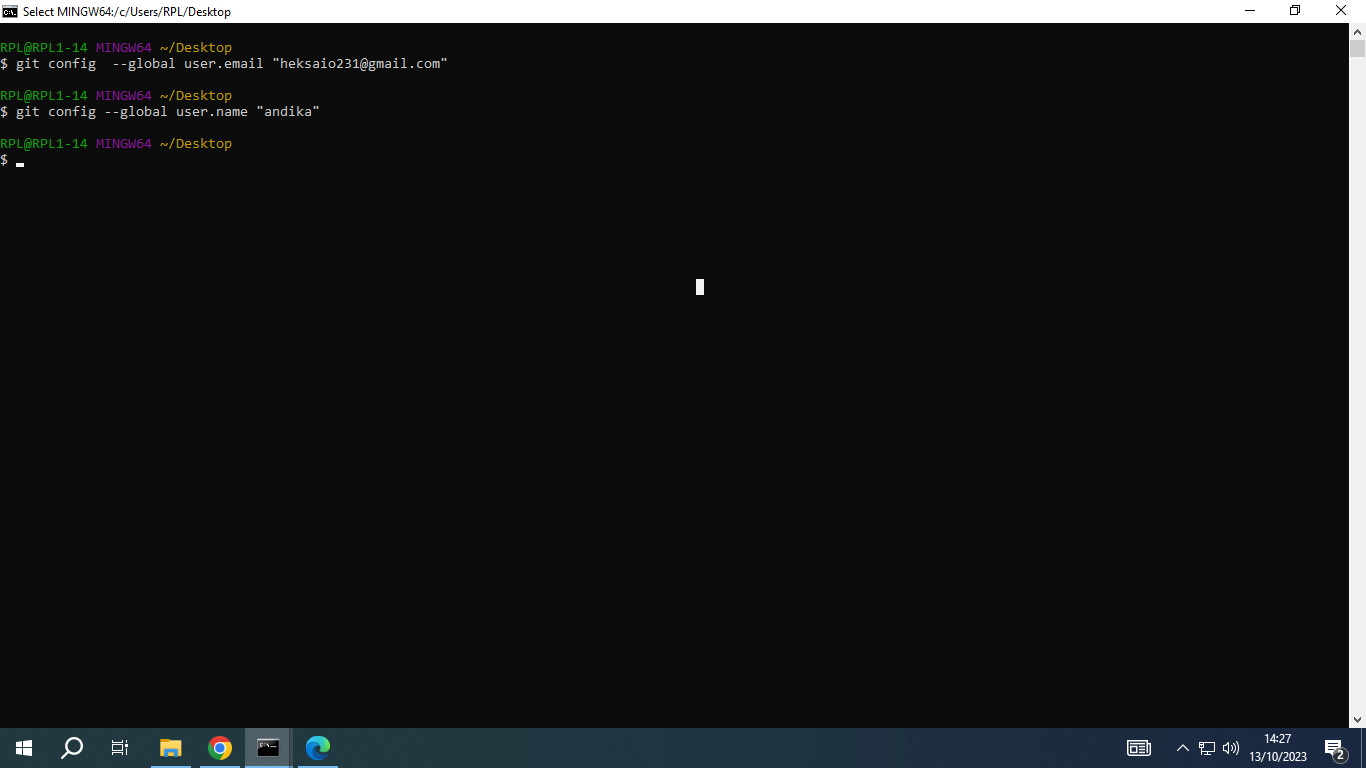 Select MINGW64:/c/Users/RPL/Desktop
RPL@RPL1-14 MINGW64 ~/Desktop
$ git config  --global user.email "heksaio231@gmail.com"
RPL@RPL1-14 MINGW64 ~/Desktop
$ git config --global user.name "andika"
RPL@RPL1-14 MINGW64 ~/Desktop
$
14:27
13/10/2023
2